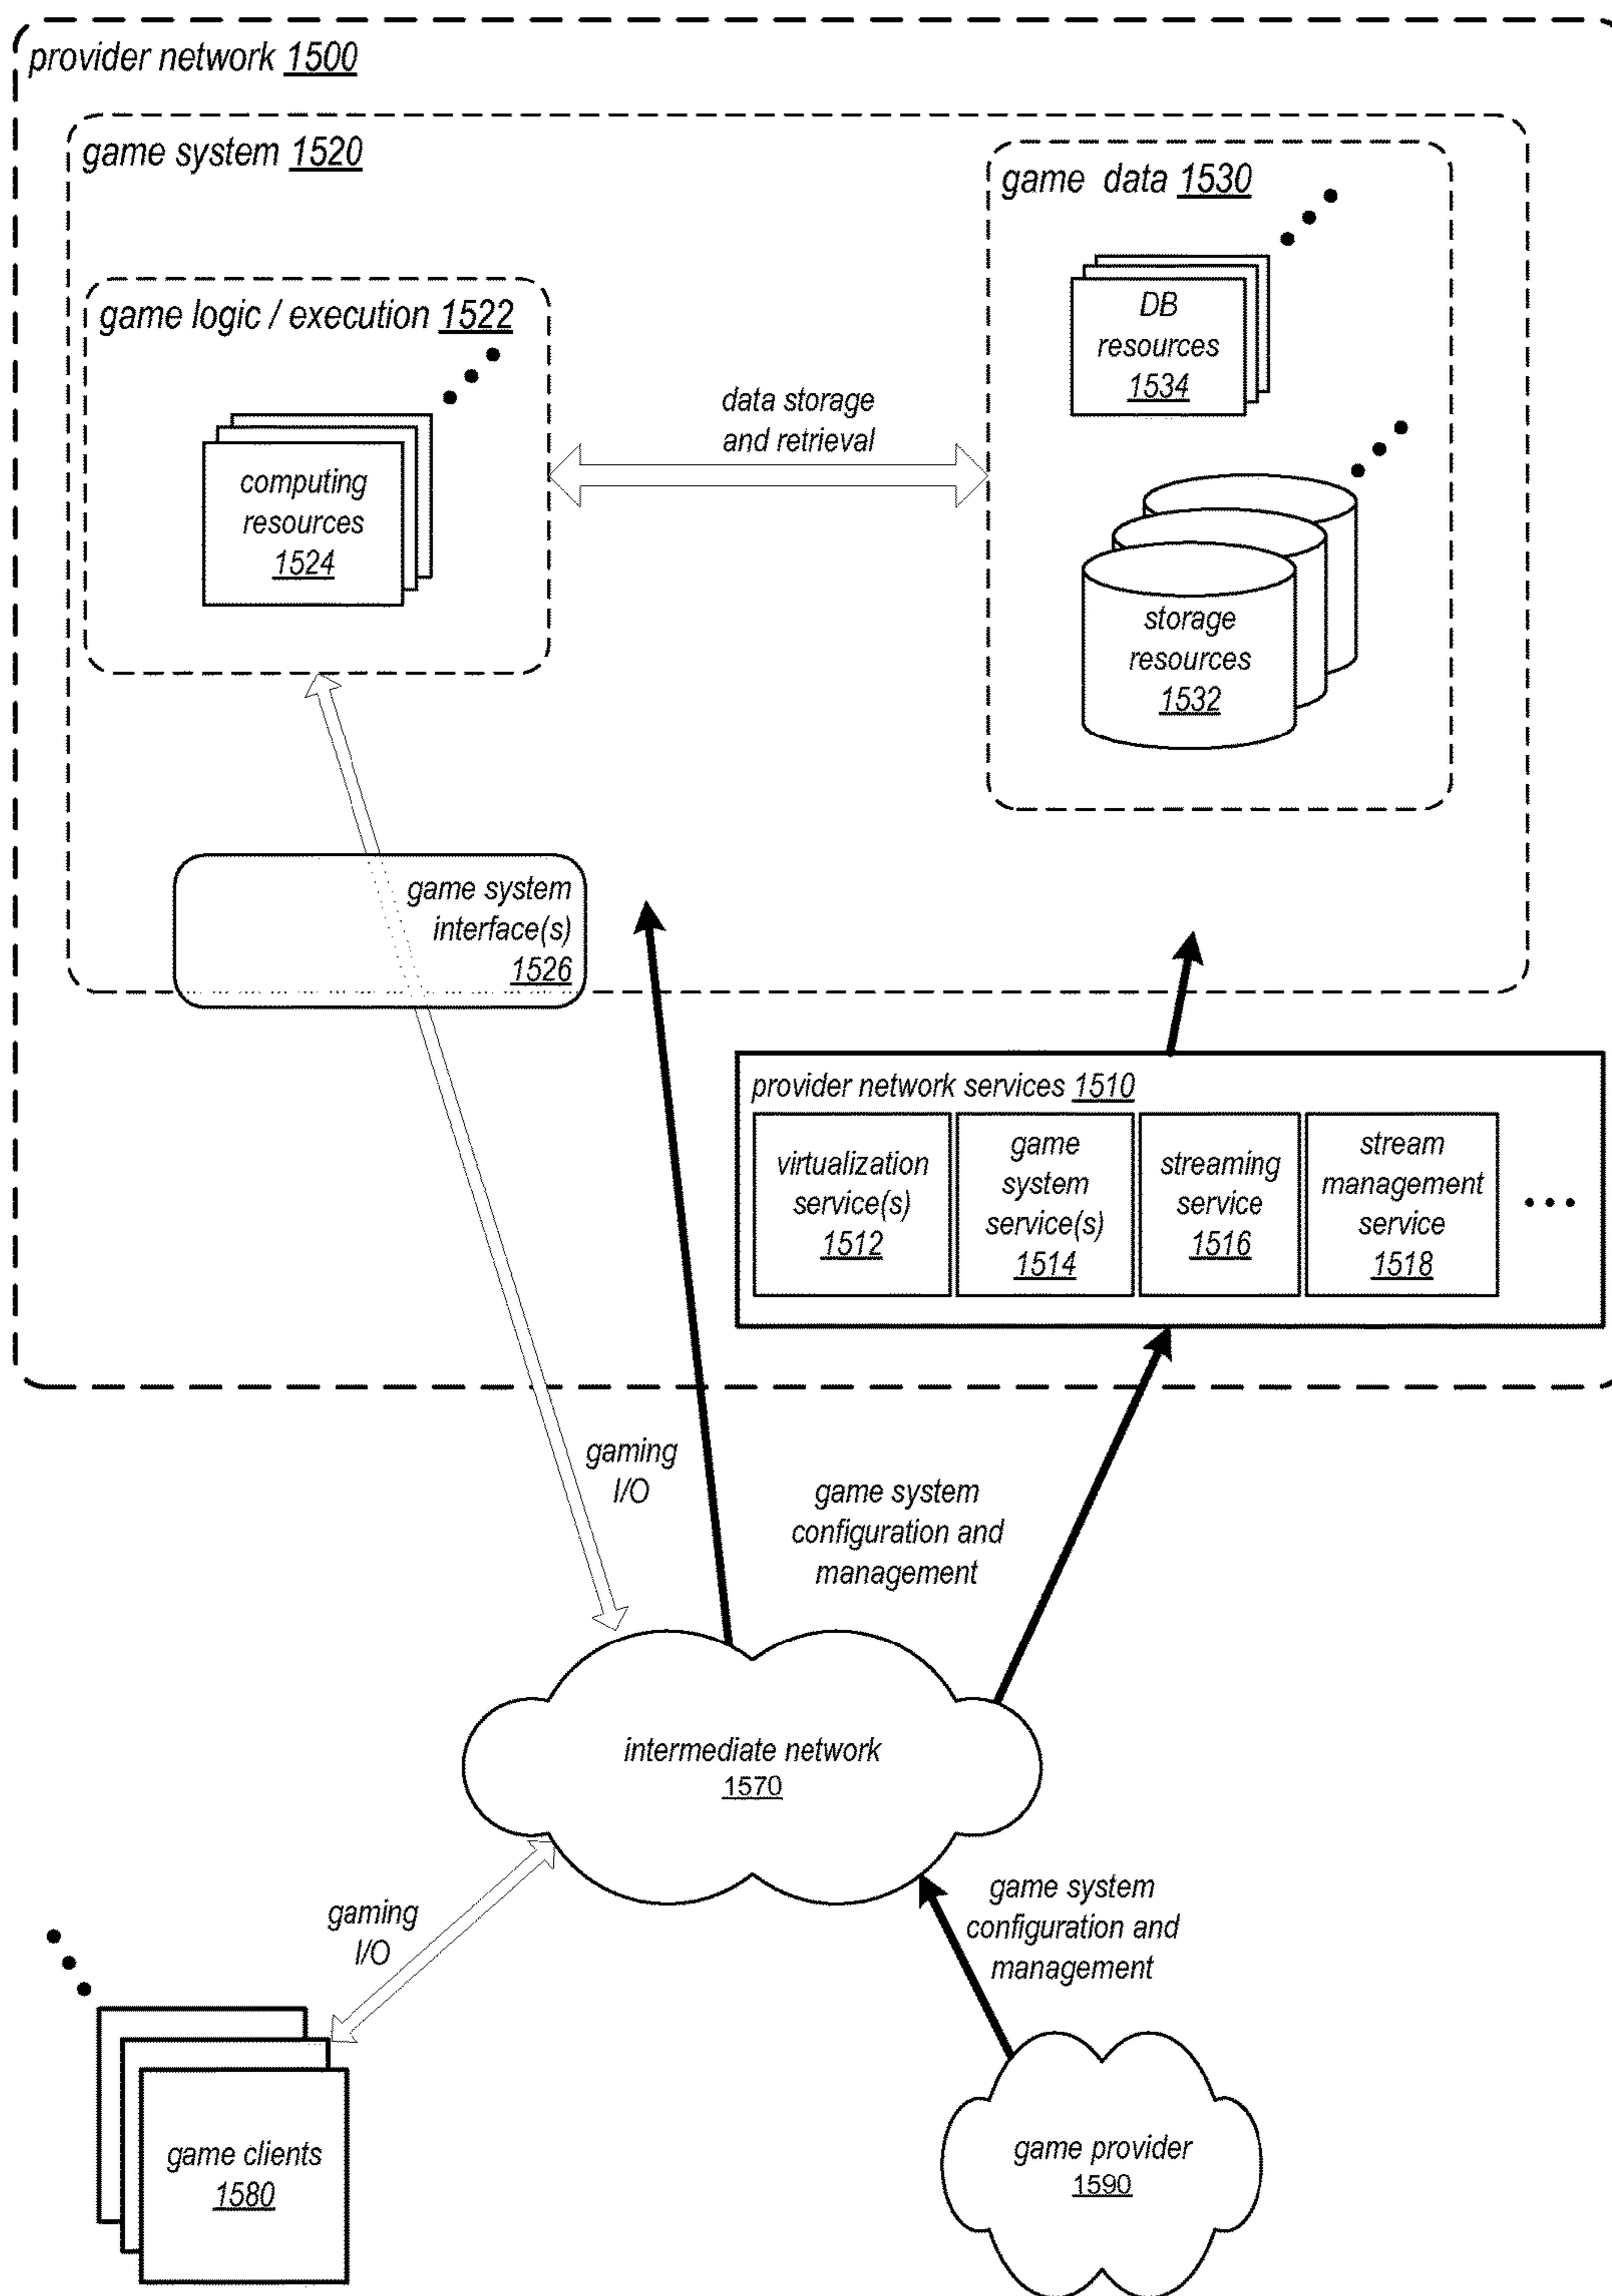 provider network 1500
game system 1520
game data 1530
DB
resources
1534
game logic / execution 1522
computing
resources
1524
data storage
and retrieval
storage
resources
1532
game system
interface(s)
1526
provider network services 1510
virtualization
service(s)
1512
game
system
service(s)
1514
streaming
service
1516
stream
management
service
1518
gaming
I/O
game system
configuration and
management
intermediate network
1570
gaming
I/O
game system
configuration and
management
game clients
1580
game provider
1590